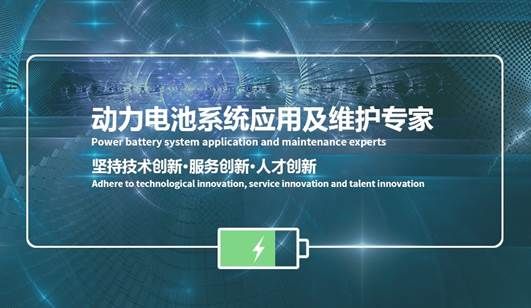 动力电池系统应用及维护专家
Power battery system application and maintenance experts
坚持技术创新•服务创新•人才创新
Adhere to technological innovation, service innovation and talent innovation